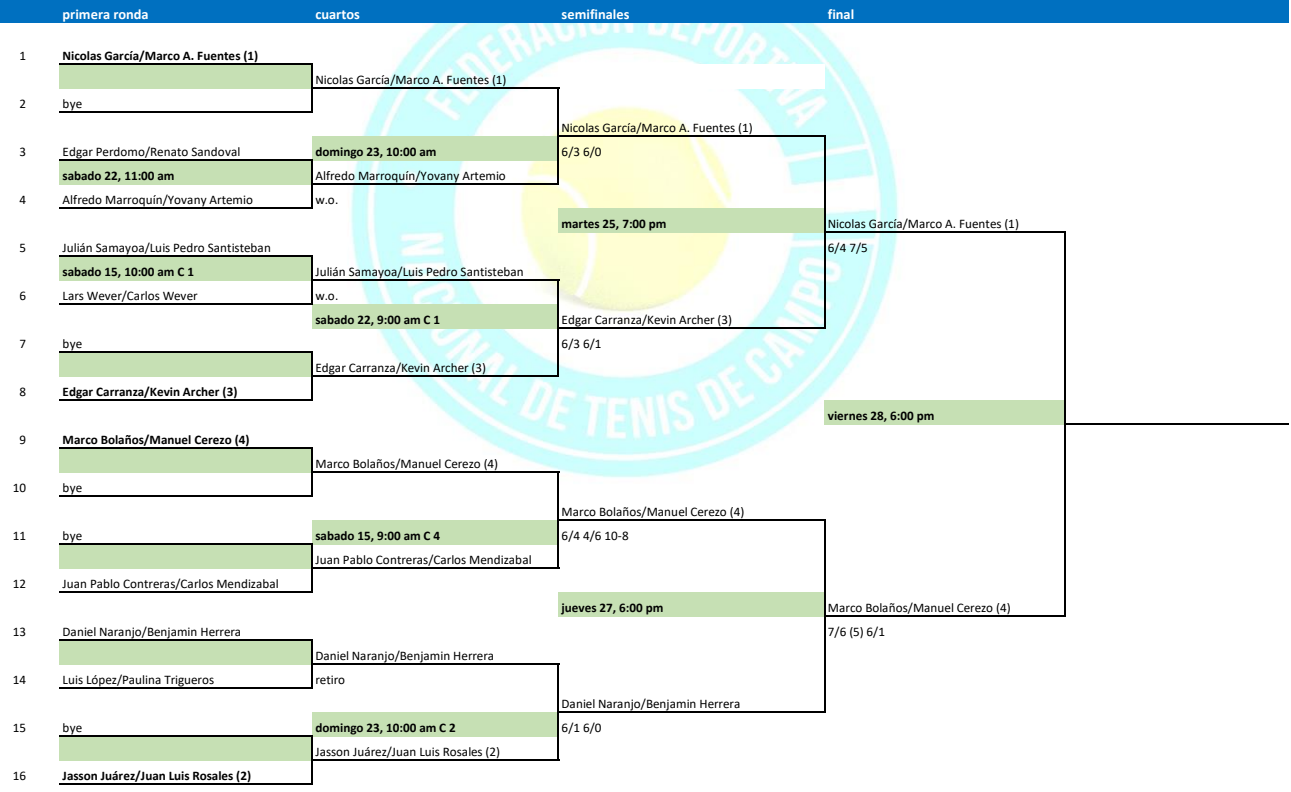 primera ronda cuartos semifinales final
1 Nicolas García/Marco A. Fuentes (1)
Nicolas García/Marco A. Fuentes (1)
2 bye
Nicolas García/Marco A. Fuentes (1)
3 Edgar Perdomo/Renato Sandoval domingo 23, 10:00 am 6/3 6/0
sabado 22, 11:00 am Alfredo Marroquín/Yovany Artemio
4 Alfredo Marroquín/Yovany Artemio w.o.
martes 25, 7:00 pm Nicolas García/Marco A. Fuentes (1)
5 Julián Samayoa/Luis Pedro Santisteban 6/4 7/5
sabado 15, 10:00 am C 1 Julián Samayoa/Luis Pedro Santisteban
6 Lars Wever/Carlos Wever w.o.
sabado 22, 9:00 am C 1 Edgar Carranza/Kevin Archer (3)
7 bye 6/3 6/1
Edgar Carranza/Kevin Archer (3)
8 Edgar Carranza/Kevin Archer (3)
viernes 28, 6:00 pm
9 Marco Bolaños/Manuel Cerezo (4)
Marco Bolaños/Manuel Cerezo (4)
10 bye
Marco Bolaños/Manuel Cerezo (4)
11 bye sabado 15, 9:00 am C 4 6/4 4/6 10-8
Juan Pablo Contreras/Carlos Mendizabal
12 Juan Pablo Contreras/Carlos Mendizabal
jueves 27, 6:00 pm Marco Bolaños/Manuel Cerezo (4)
13 Daniel Naranjo/Benjamin Herrera 7/6 (5) 6/1
Daniel Naranjo/Benjamin Herrera
14 Luis López/Paulina Trigueros retiro
Daniel Naranjo/Benjamin Herrera
15 bye domingo 23, 10:00 am C 2 6/1 6/0
Jasson Juárez/Juan Luis Rosales (2)
16 Jasson Juárez/Juan Luis Rosales (2)
DE TENIS DE CAMPO